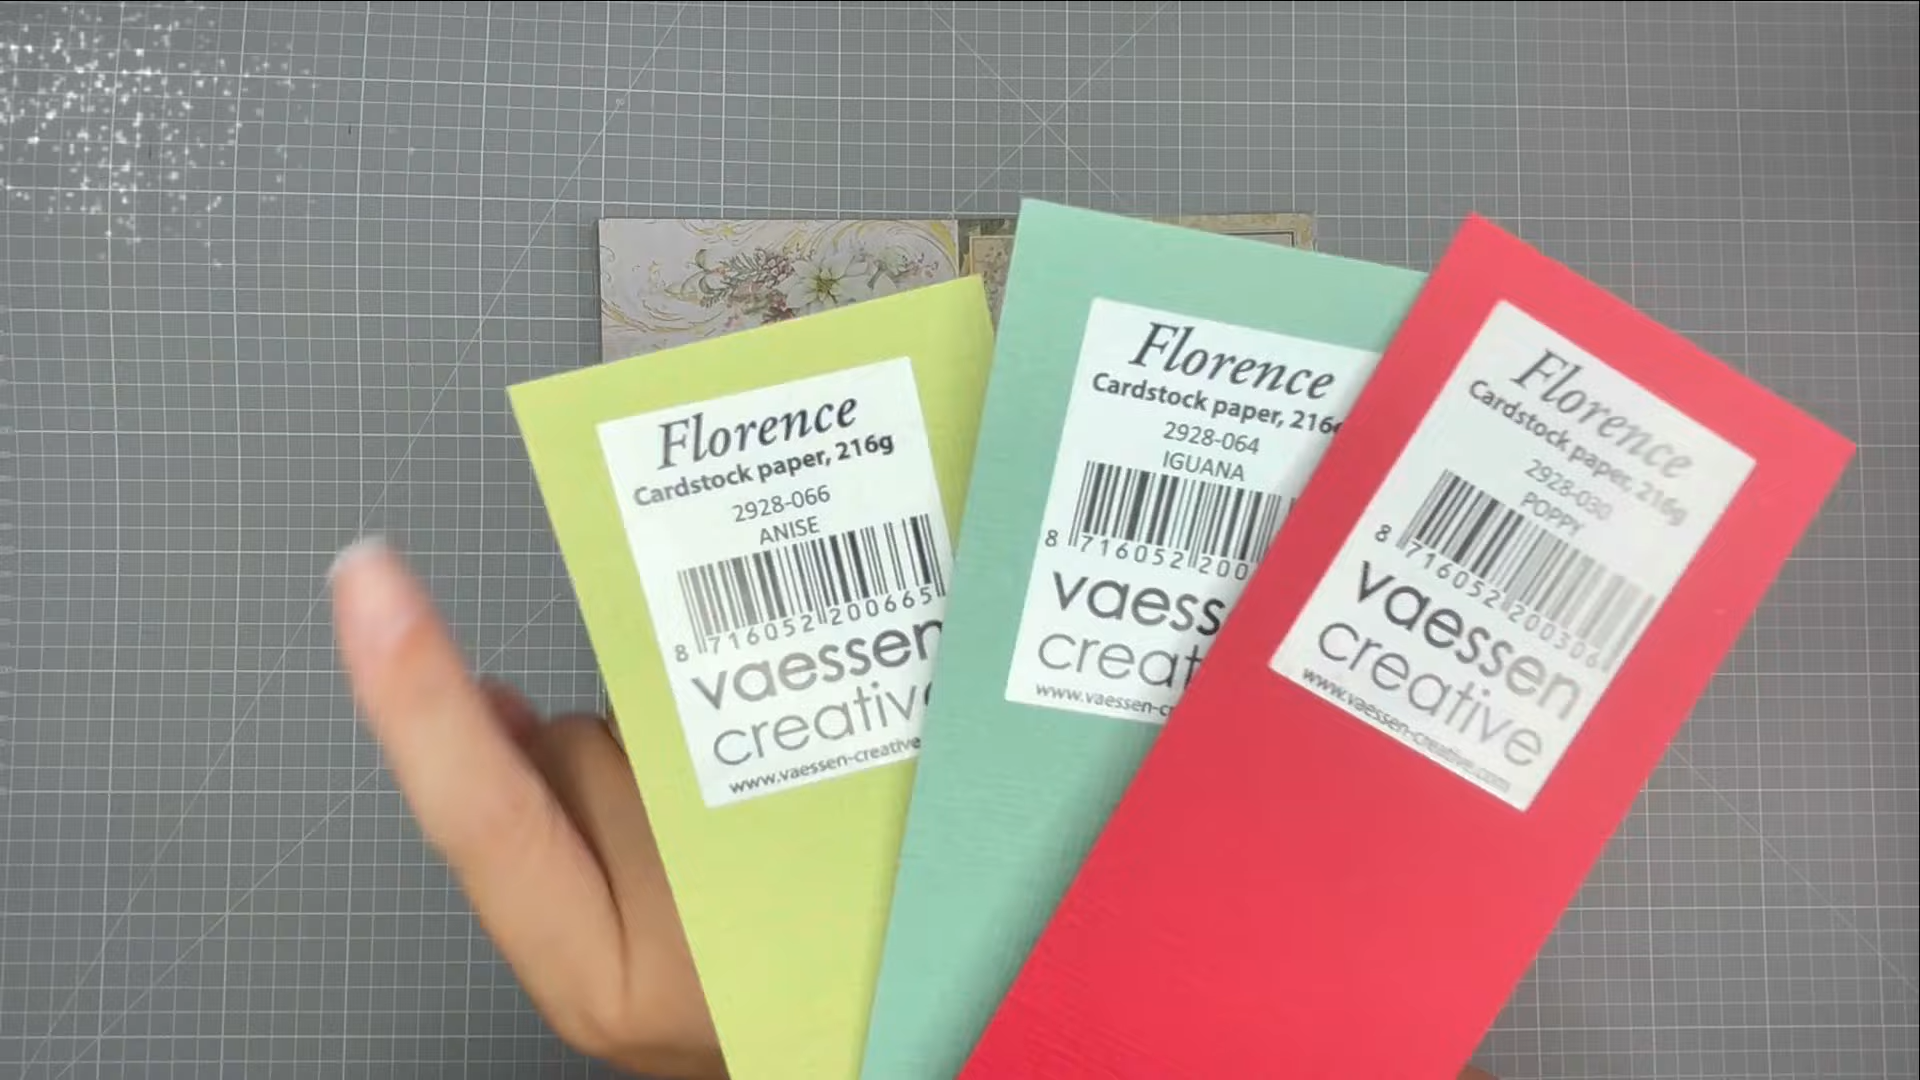 Florence
Cardstock paper, 216g
2928-066
ANISE
8 716052 200665
vaessen
creativ
www.vaessen-creative
Florence
Cardstock paper, 216
2928-064
IGUANA
8 716052 200
vaess
creat
www.vaessen-c
Florence
Cardstock paper, 216g
2928-030
POPPY
8 716052 200306
vaessen
creative
www.vaessen-creative.com